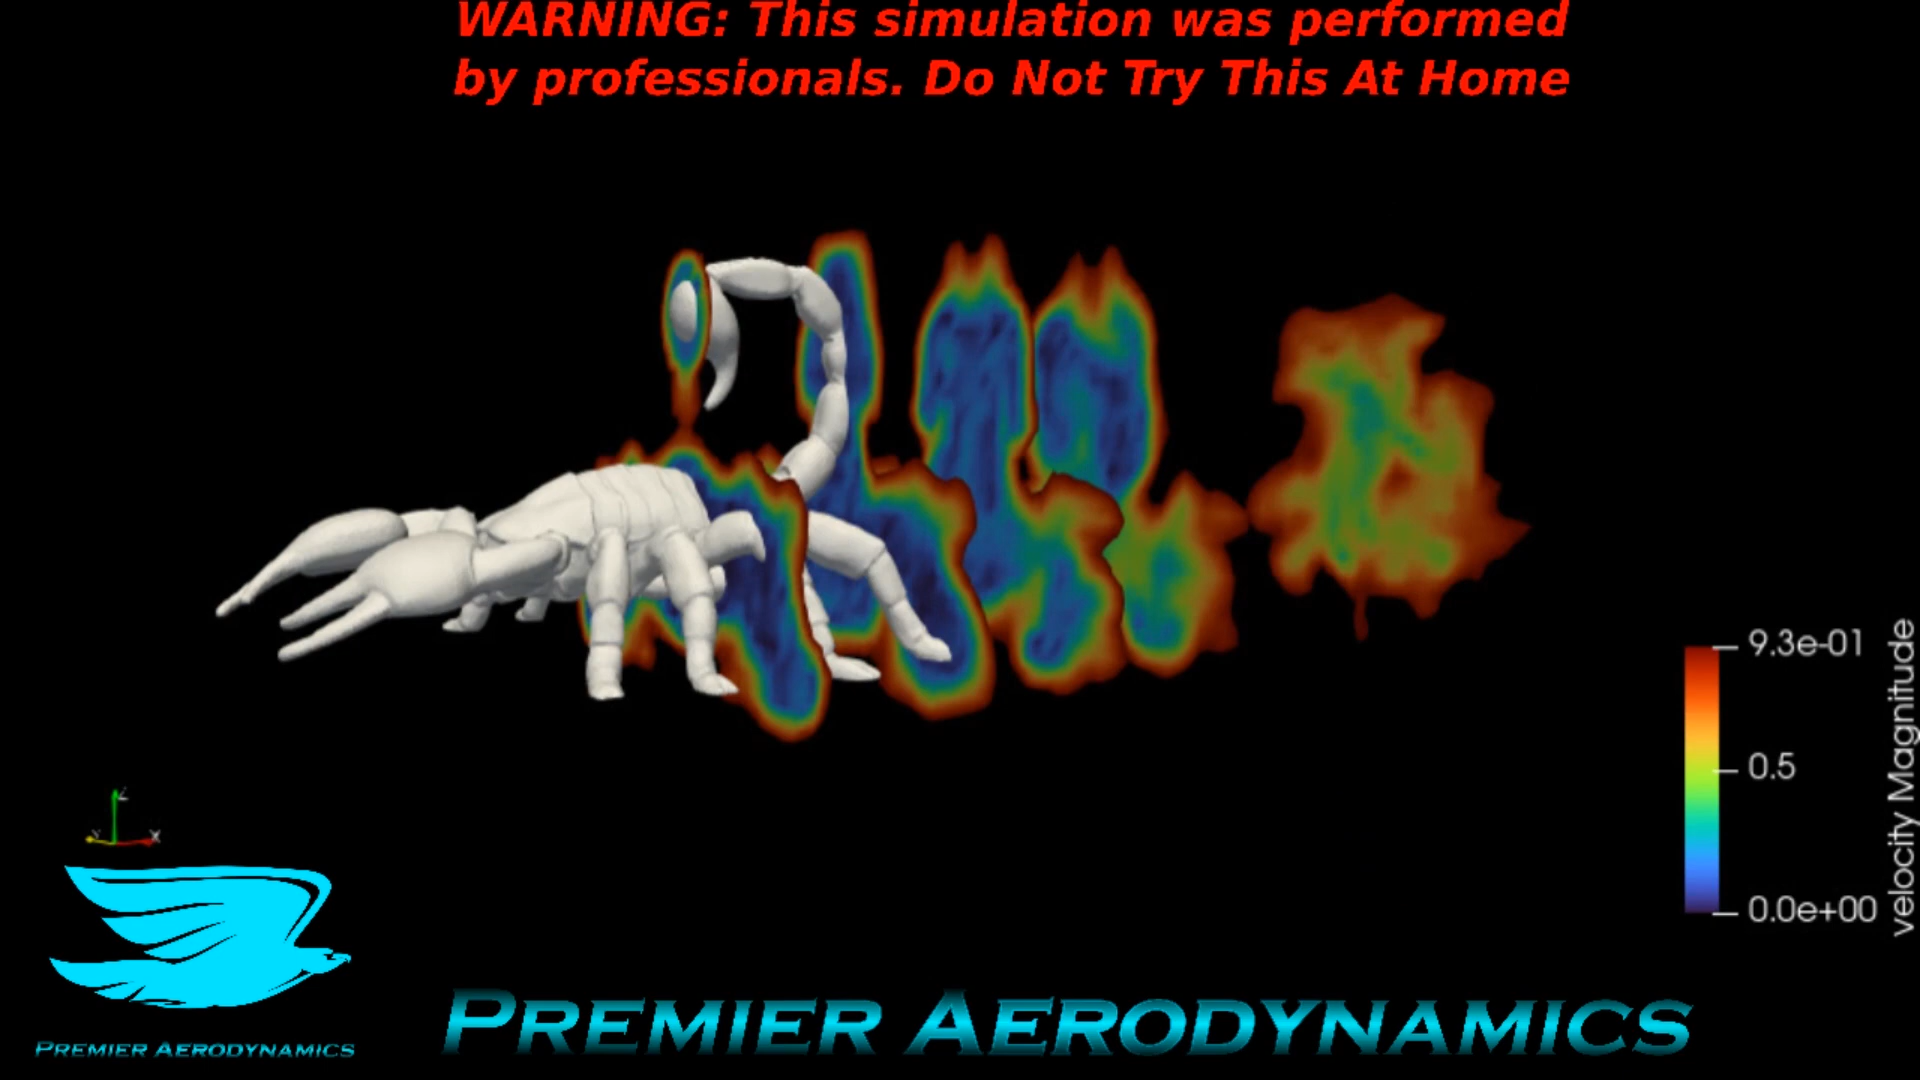 WARNING: This simulation was performed
by professionals. Do Not Try This At Home
9.3e-01
0.5
0.0e+00
velocity Magnitude
Z
Y
X
PREMIER AERODYNAMICS
PREMIER AERODYNAMICS